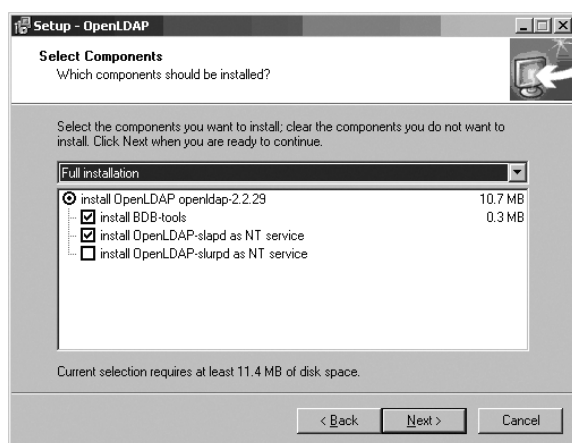 Setup - OpenLDAP
Select Components
Which components should be installed?
Select the components you want to install; clear the components you do not want to
install. Click Next when you are ready to continue.
Full installation
install OpenLDAP openldap-2.2.29 10.7 MB
install BDB-tools 0.3 MB
install OpenLDAP-slapd as NT service
install OpenLDAP-slurpd as NT service
Current selection requires at least 11.4 MB of disk space.
< Back Next > Cancel